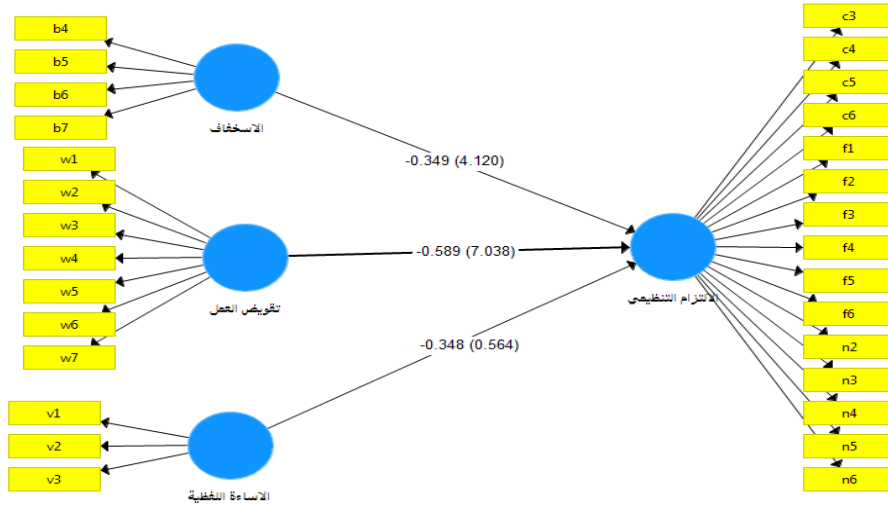 b4
b5
b6
b7
الاسخفاف
w1
w2
w3
w4
w5
w6
w7
تقويض العمل
v1
v2
v3
الاساءة اللفظية
-0.349 (4.120)
-0.589 (7.038)
-0.348 (0.564)
الالتزام التنظيمي
c3
c4
c5
c6
f1
f2
f3
f4
f5
f6
n2
n3
n4
n5
n6